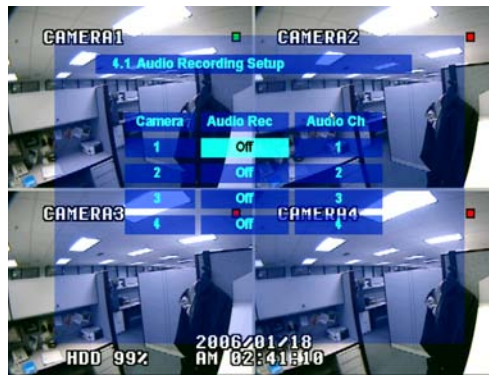 CAMERA1 CAMERA2
4.1 Audio Recording Setup
Camera Audio Rec Audio Ch
1 Off 1
2 Off 2
3 Off 3
4 Off 4
CAMERA3 CAMERA4
2006/01/18
HDD 99% AM 02:41:10